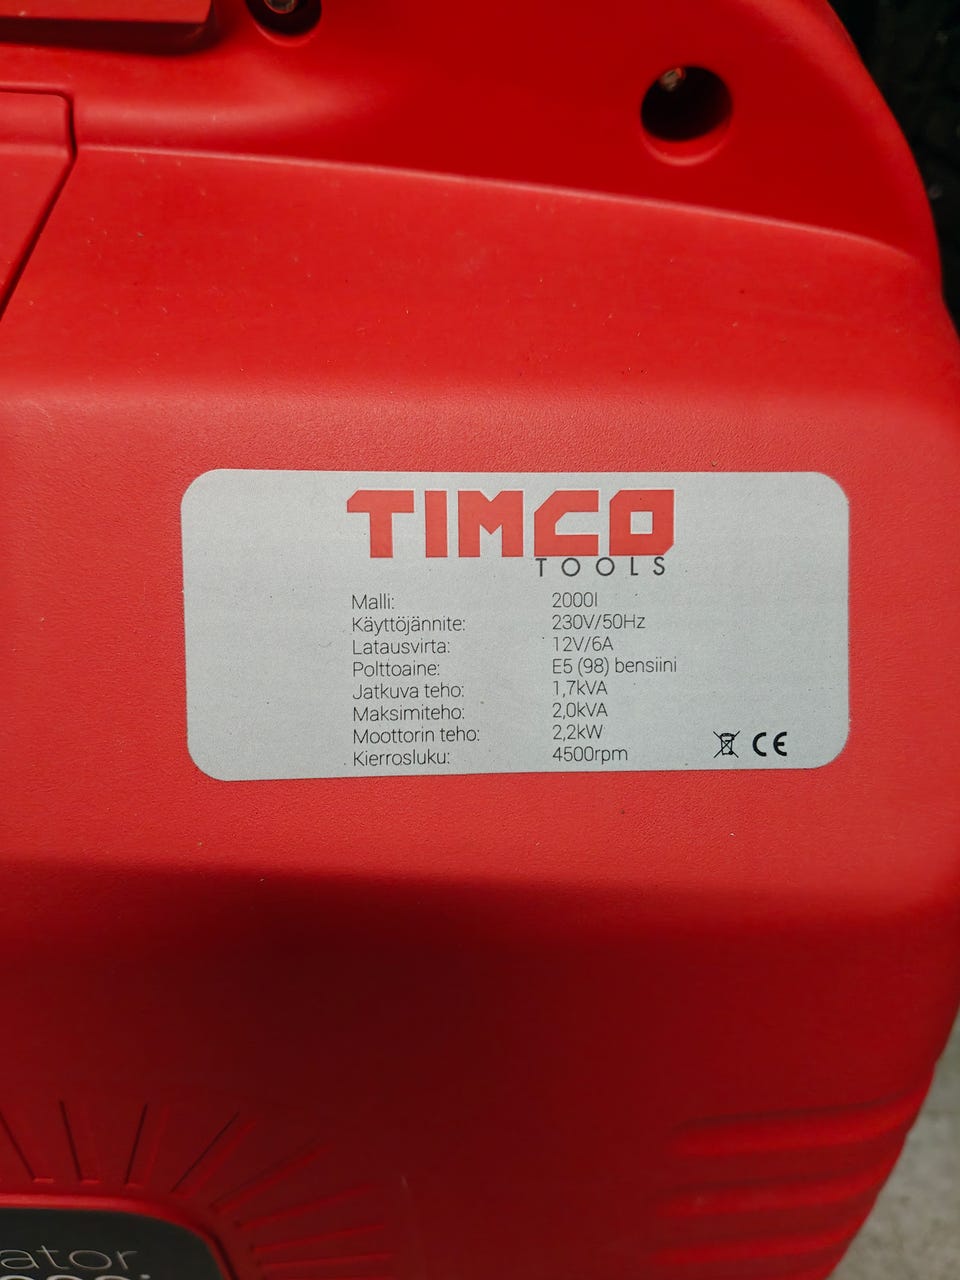 TIMCO
TOOLS
Malli: 2000I
Käyttöjännite: 230V/50Hz
Latausvirta: 12V/6A
Polttoaine: E5 (98) bensiini
Jatkuva teho: 1,7kVA
Maksimiteho: 2,0kVA
Moottorin teho: 2,2kW
Kierrosluku: 4500rpm
CE
ator